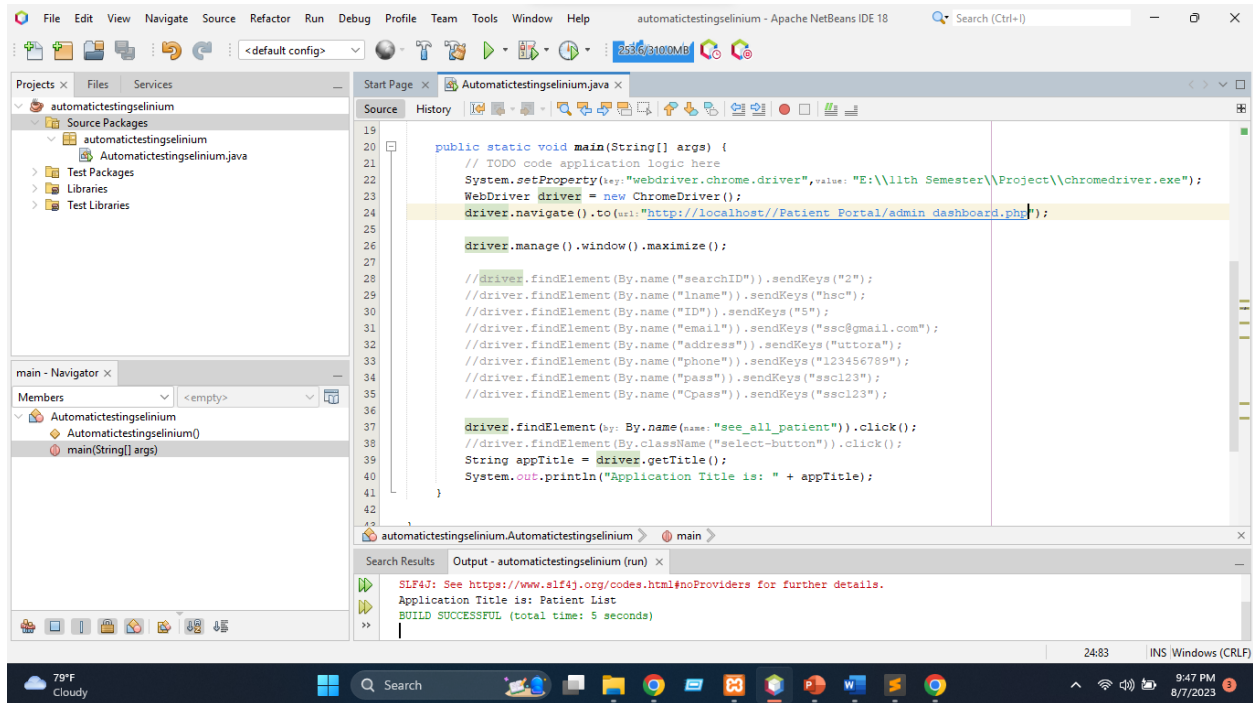 File Edit View Navigate Source Refactor Run Debug Profile Team Tools Window Help automatictestingselinium - Apache NetBeans IDE 18 Search (Ctrl+I)
<default config> 253.6/310.0MB
Projects Files Services
automatictestingselinium
Source Packages
automatictestingselinium
Automatictestingselinium.java
Test Packages
Libraries
Test Libraries
main - Navigator
Members <empty>
Automatictestingselinium
Automatictestingselinium()
main(String[] args)
Start Page Automatictestingselinium.java
Source History
19
20 public static void main(String[] args) {
21 // TODO code application logic here
22 System.setProperty(key:"webdriver.chrome.driver",value: "E:\\11th Semester\\Project\\chromedriver.exe");
23 WebDriver driver = new ChromeDriver();
24 driver.navigate().to(url:"http://localhost//Patient Portal/admin dashboard.php");
25
26 driver.manage().window().maximize();
27
28 //driver.findElement(By.name("searchID")).sendKeys("2");
29 //driver.findElement(By.name("lname")).sendKeys("hsc");
30 //driver.findElement(By.name("ID")).sendKeys("5");
31 //driver.findElement(By.name("email")).sendKeys("ssc@gmail.com");
32 //driver.findElement(By.name("address")).sendKeys("uttora");
33 //driver.findElement(By.name("phone")).sendKeys("123456789");
34 //driver.findElement(By.name("pass")).sendKeys("ssc123");
35 //driver.findElement(By.name("Cpass")).sendKeys("ssc123");
36
37 driver.findElement(by: By.name(name:"see_all_patient")).click();
38 //driver.findElement(By.className("select-button")).click();
39 String appTitle = driver.getTitle();
40 System.out.println("Application Title is: " + appTitle);
41 }
42
automatictestingselinium.Automatictestingselinium main
Search Results Output - automatictestingselinium (run)
SLF4J: See https://www.slf4j.org/codes.html#noProviders for further details.
Application Title is: Patient List
BUILD SUCCESSFUL (total time: 5 seconds)
24:83 INS Windows (CRLF)
79°F
Cloudy
Search
9:47 PM
8/7/2023
3